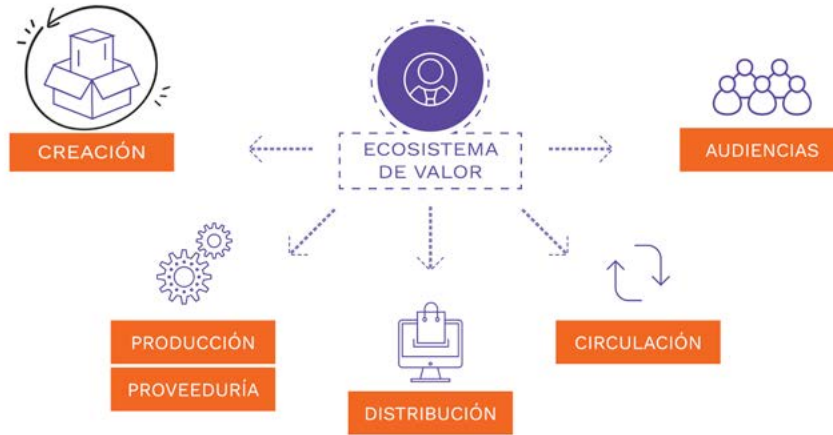 ECOSISTEMA
DE VALOR
CREACIÓN
AUDIENCIAS
PRODUCCIÓN
PROVEEDURÍA
DISTRIBUCIÓN
CIRCULACIÓN